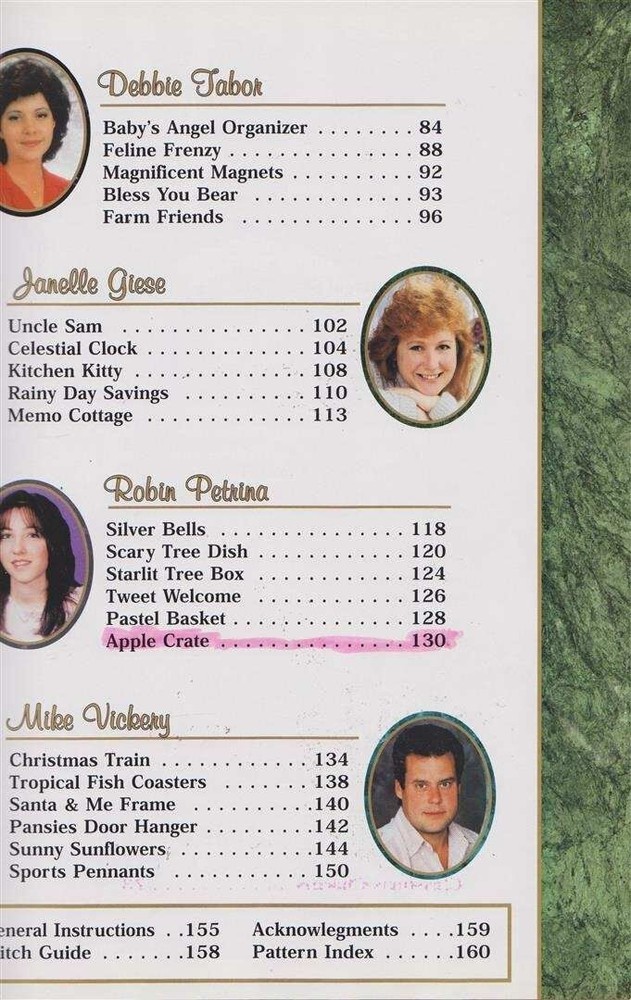 Debbie Tabor
Baby's Angel Organizer . . . . . . . . 84
Feline Frenzy . . . . . . . . . . . . . . . 88
Magnificent Magnets . . . . . . . . . . 92
Bless You Bear . . . . . . . . . . . . . 93
Farm Friends . . . . . . . . . . . . . . 96
Janelle Giese
Uncle Sam . . . . . . . . . . . . . . . 102
Celestial Clock . . . . . . . . . . . . . 104
Kitchen Kitty . . . . . . . . . . . . . . 108
Rainy Day Savings . . . . . . . . . . 110
Memo Cottage . . . . . . . . . . . . . 113
Robin Petrina
Silver Bells . . . . . . . . . . . . . . . 118
Scary Tree Dish . . . . . . . . . . . . 120
Starlit Tree Box . . . . . . . . . . . . 124
Tweet Welcome . . . . . . . . . . . . 126
Pastel Basket . . . . . . . . . . . . . . 128
Apple Crate . . . . . . . . . . . . . . . 130
Mike Vickery
Christmas Train . . . . . . . . . . . . 134
Tropical Fish Coasters . . . . . . . 138
Santa & Me Frame . . . . . . . . . . 140
Pansies Door Hanger . . . . . . . . . 142
Sunny Sunflowers . . . . . . . . . . . 144
Sports Pennants . . . . . . . . . . . 150
eneral Instructions . . 155 Acknowlegments . . . . 159
itch Guide . . . . . . . 158 Pattern Index . . . . . . 160